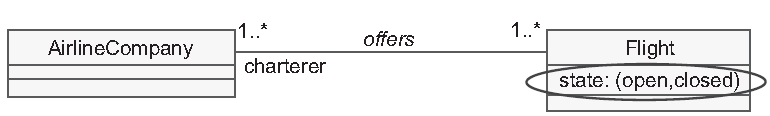 1..*
offers
1..*
AirlineCompany
charterer
Flight
state: (open,closed)